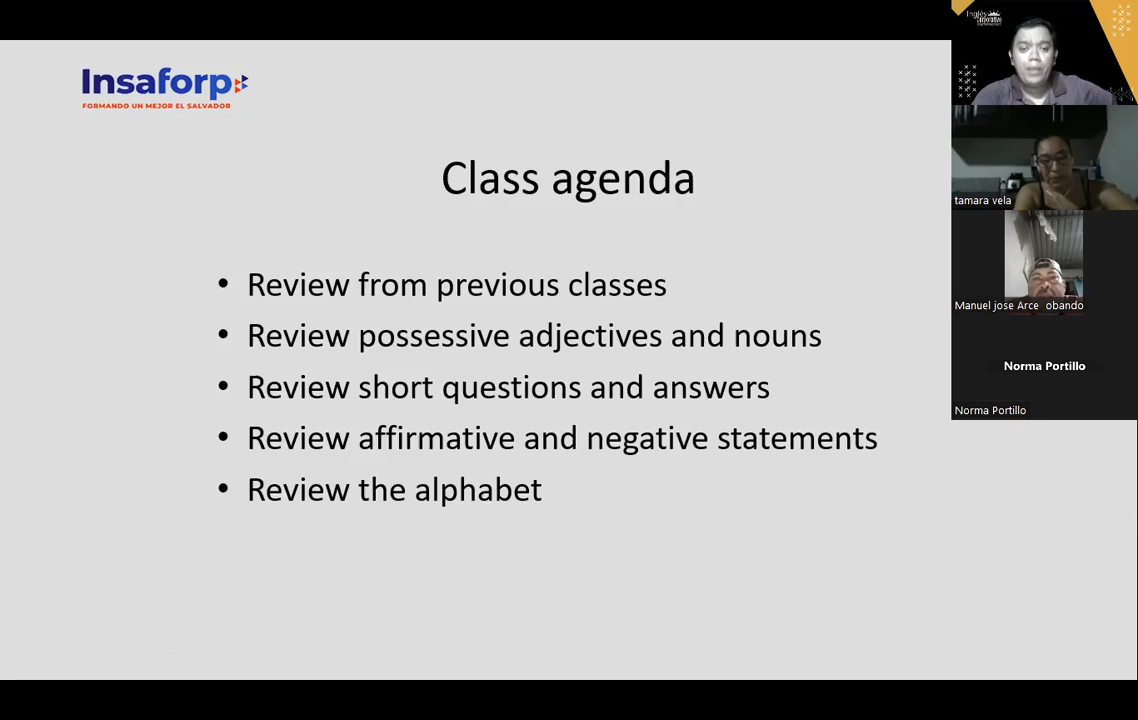 Insaforp
FORMANDO UN MEJOR EL SALVADOR
Class agenda
• Review from previous classes
• Review possessive adjectives and nouns
• Review short questions and answers
• Review affirmative and negative statements
• Review the alphabet
Inglés
corporativo
tamara vela
Manuel jose Arce obando
Norma Portillo
Norma Portillo